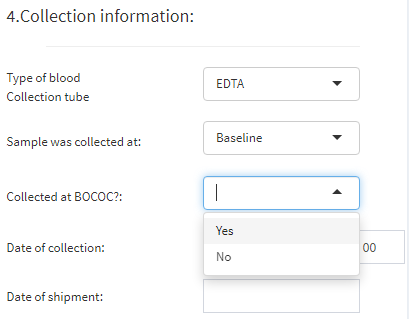 4.Collection information:
Type of blood
Collection tube
EDTA
Sample was collected at:
Baseline
Collected at BOCOC?:
Yes
No
Date of collection:
00
Date of shipment: